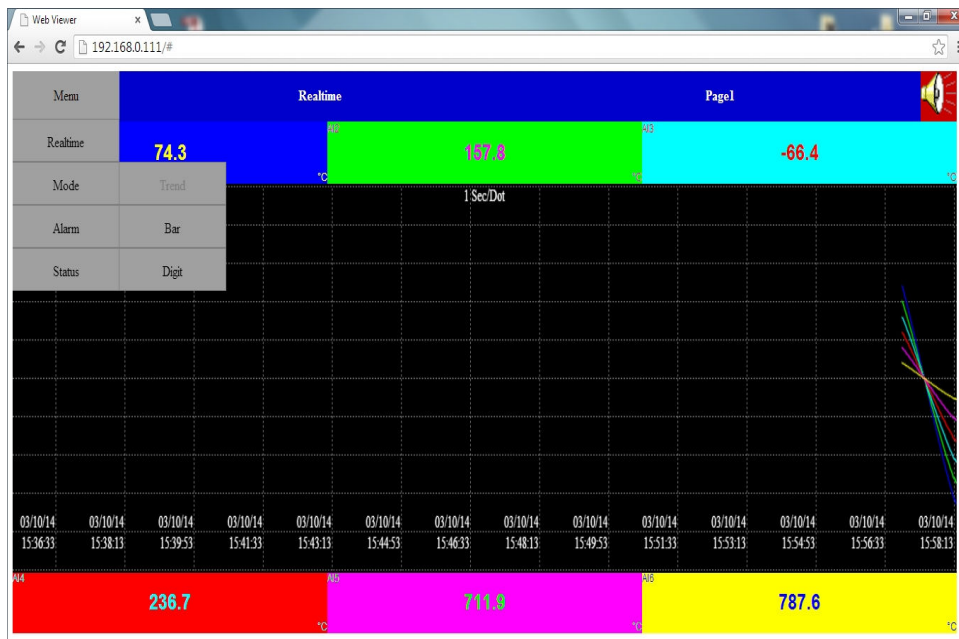 Web Viewer
192.168.0.111/#
Menu
Realtime
Page1
Realtime
74.3
°C
AI2
157.8
°C
AI3
-66.4
°C
Mode
Trend
1 Sec/Dot
Alarm
Bar
Status
Digit
03/10/14 03/10/14 03/10/14 03/10/14 03/10/14 03/10/14 03/10/14 03/10/14 03/10/14 03/10/14 03/10/14 03/10/14 03/10/14 03/10/14
15:36:33 15:38:13 15:39:53 15:41:33 15:43:13 15:44:53 15:46:33 15:48:13 15:49:53 15:51:33 15:53:13 15:54:53 15:56:33 15:58:13
AI4
236.7
°C
AI5
711.9
°C
AI6
787.6
°C